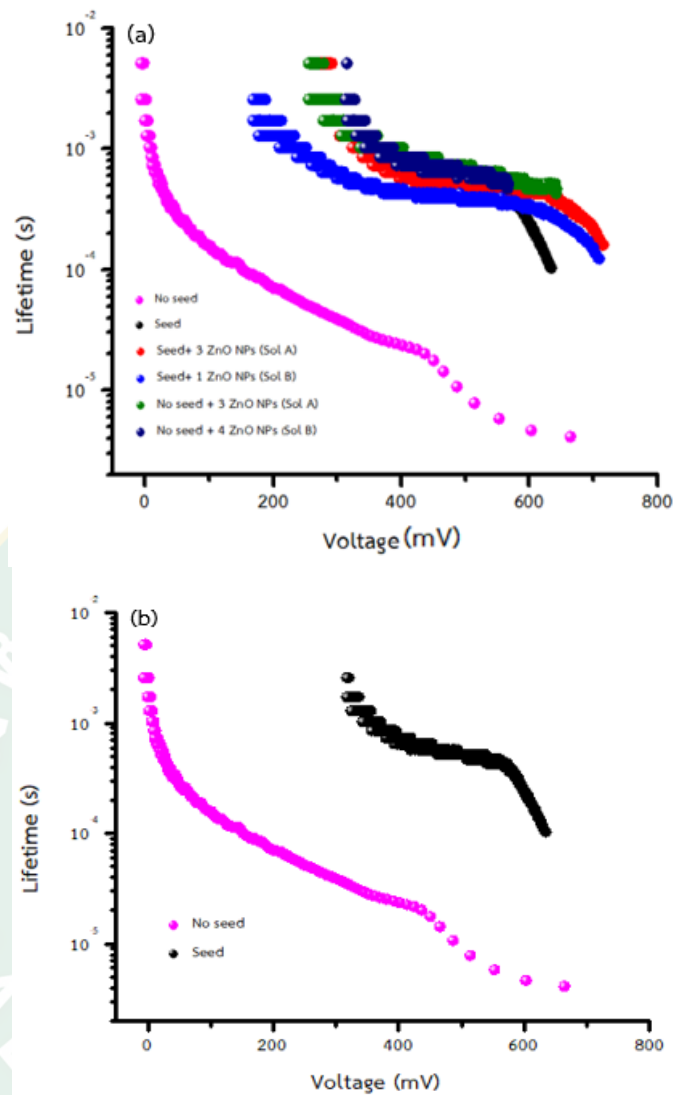 (a)
10-2
10-3
10-4
10-5
Lifetime (s)
No seed
Seed
Seed+ 3 ZnO NPs (Sol A)
Seed+ 1 ZnO NPs (Sol B)
No seed + 3 ZnO NPs (Sol A)
No seed + 4 ZnO NPs (Sol B)
0 200 400 600 800
Voltage (mV)
(b)
10-2
10-3
10-4
10-5
Lifetime (s)
No seed
Seed
0 200 400 600 800
Voltage (mV)